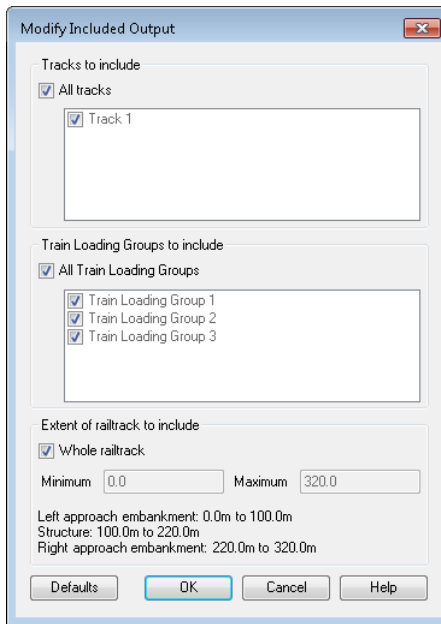 Modify Included Output
Tracks to include
All tracks
Track 1
Train Loading Groups to include
All Train Loading Groups
Train Loading Group 1
Train Loading Group 2
Train Loading Group 3
Extent of railtrack to include
Whole railtrack
Minimum 0.0 Maximum 320.0
Left approach embankment: 0.0m to 100.0m
Structure: 100.0m to 220.0m
Right approach embankment: 220.0m to 320.0m
Defaults OK Cancel Help